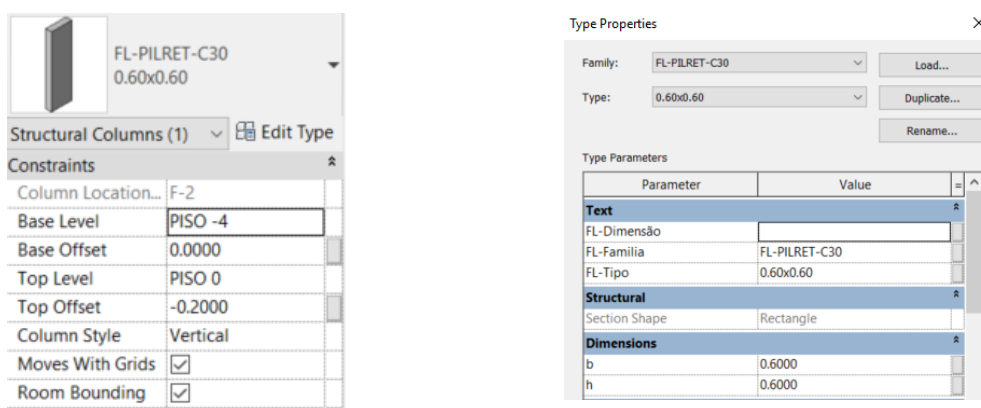 FL-PILRET-C30
0.60x0.60
Structural Columns (1) Edit Type
Constraints
Column Location... F-2
Base Level PISO -4
Base Offset 0.0000
Top Level PISO 0
Top Offset -0.2000
Column Style Vertical
Moves With Grids
Room Bounding
Type Properties
Family: FL-PILRET-C30 Load...
Type: 0.60x0.60 Duplicate...
Rename...
Type Parameters
Parameter Value =
Text
FL-Dimensão
FL-Familia FL-PILRET-C30
FL-Tipo 0.60x0.60
Structural
Section Shape Rectangle
Dimensions
b 0.6000
h 0.6000